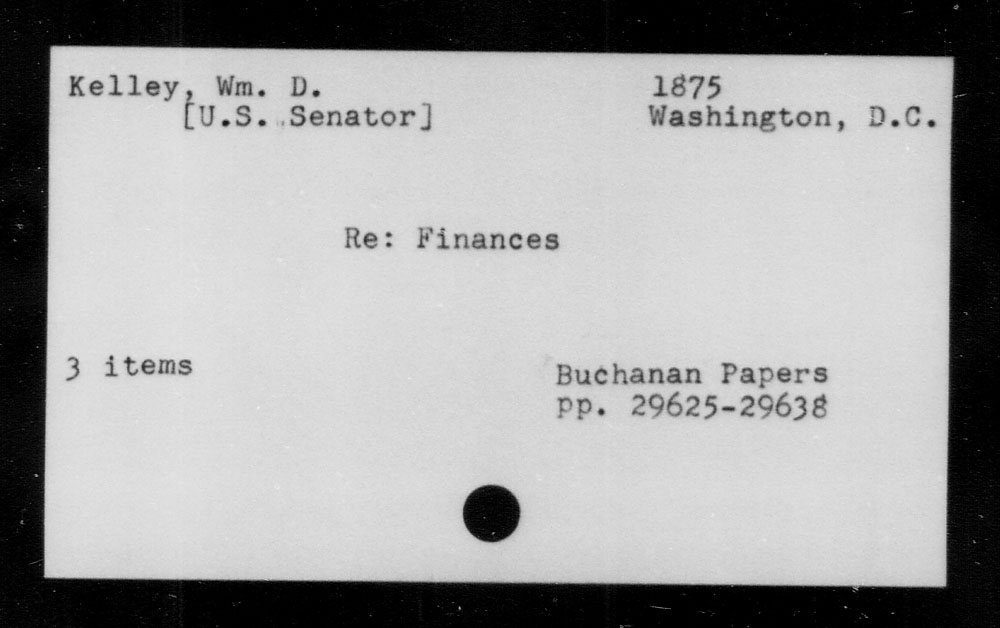 Kelley, Wm. D. 1875
[U.S. Senator] Washington, D.C.
Re: Finances
3 items
Buchanan Papers
pp. 29625-29638